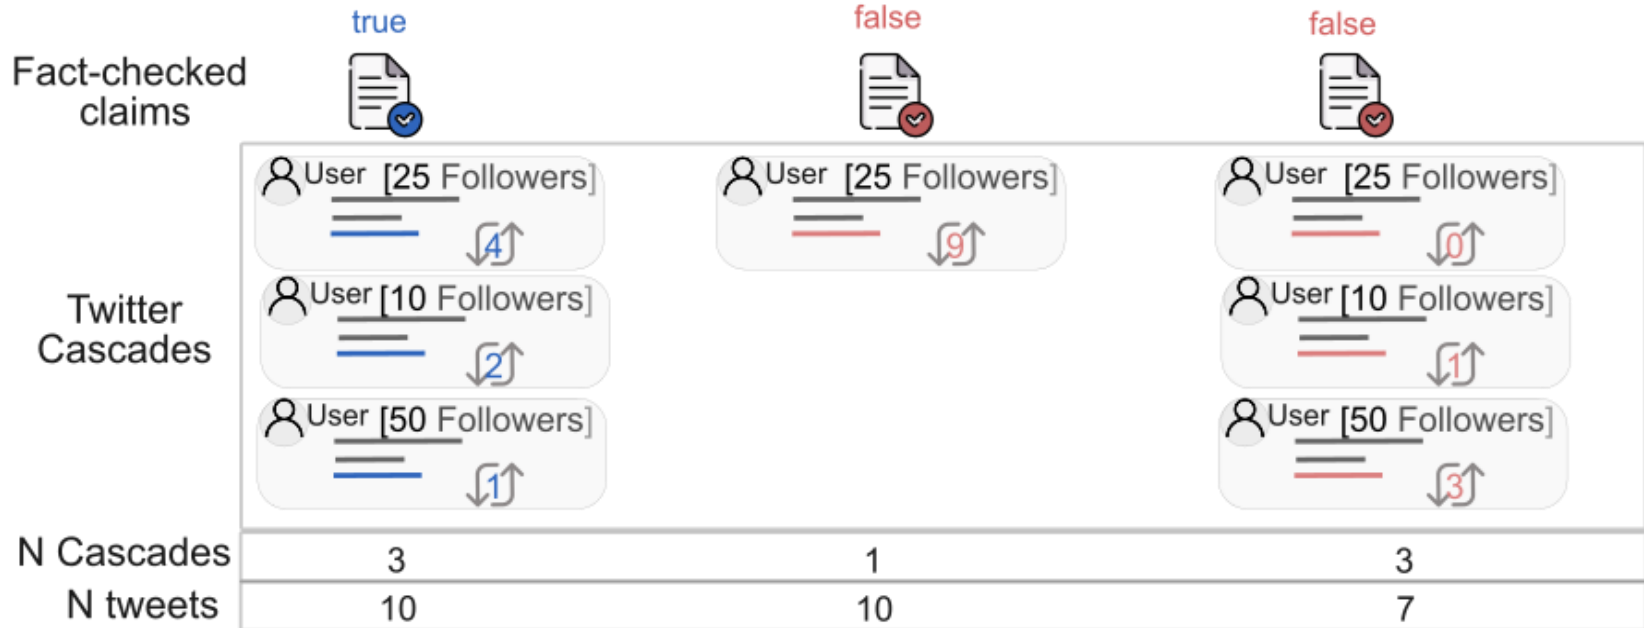 true false false
Fact-checked
claims
User [25 Followers] User [25 Followers] User [25 Followers]
4 9 0
User [10 Followers] User [10 Followers]
Twitter
Cascades
2 1
User [50 Followers] User [50 Followers]
1 3
N Cascades 3 1 3
N tweets 10 10 7